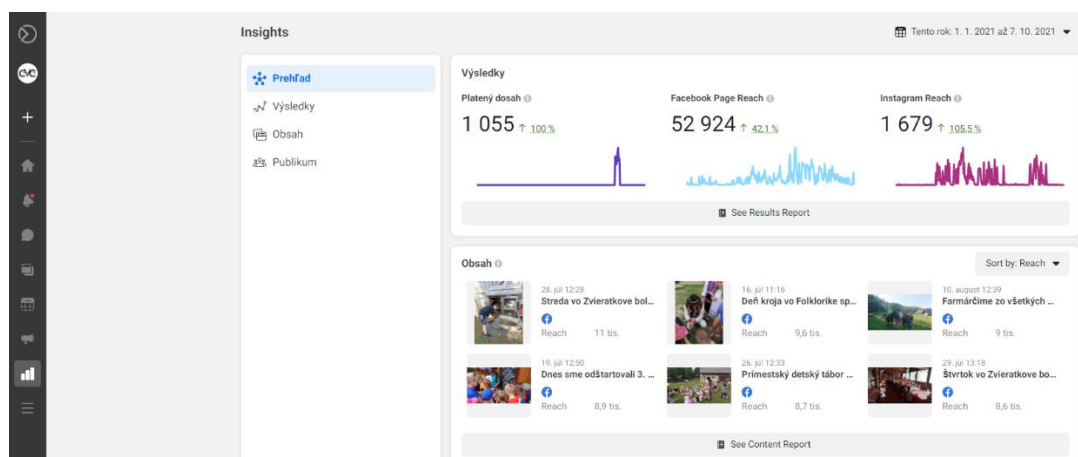 Insights
Tento rok: 1. 1. 2021 až 7. 10. 2021
CVC
Prehľad
Výsledky
Obsah
Publikum
Výsledky
Platený dosah
1 055 ↑ 100 %
Facebook Page Reach
52 924 ↑ 42,1 %
Instagram Reach
1 679 ↑ 105,5 %
See Results Report
Obsah
Sort by: Reach
28. júl 12:28
Streda vo Zvieratkove bol...
Reach 11 tis.
16. júl 11:16
Deň kroja vo Folklorike sp...
Reach 9,6 tis.
10. august 12:39
Farmárčime zo všetkých ...
Reach 9 tis.
19. júl 12:50
Dnes sme odštartovali 3. ...
Reach 8,9 tis.
26. júl 12:33
Prímestský detský tábor ...
Reach 8,7 tis.
29. júl 13:18
Štvrtok vo Zvieratkove bo...
Reach 8,6 tis.
See Content Report